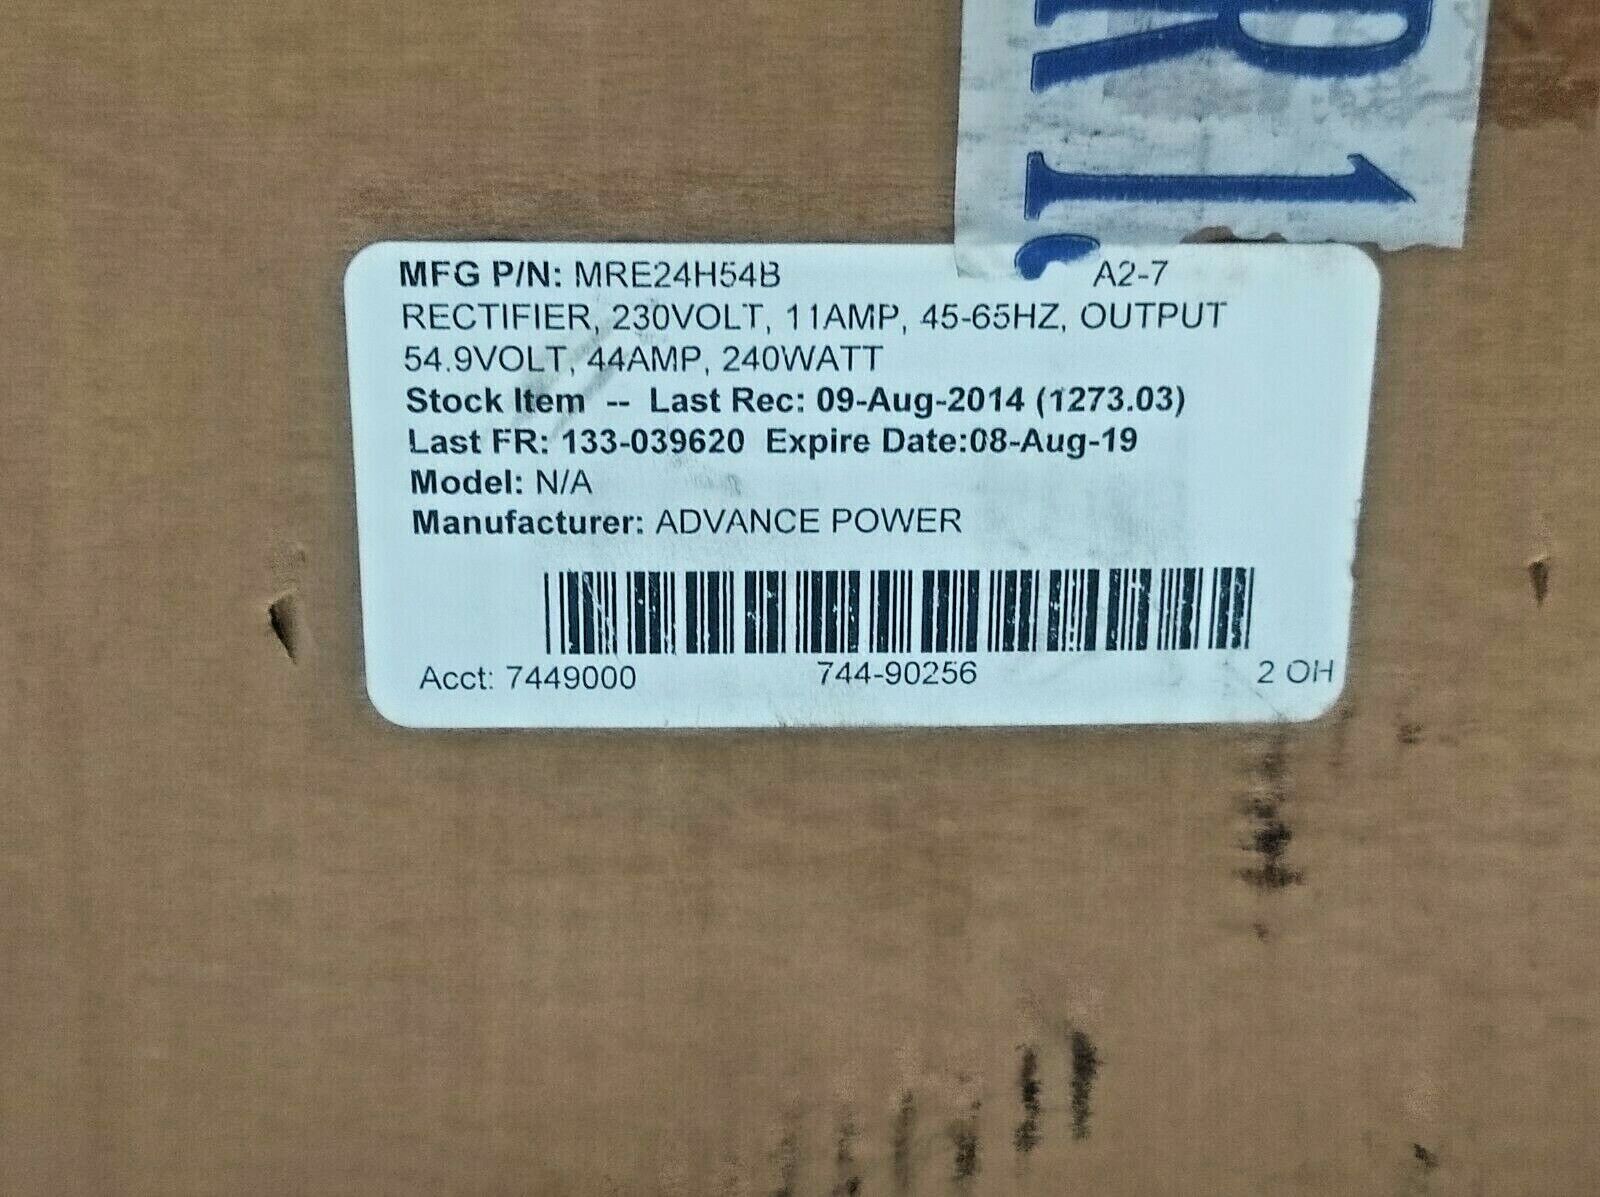 R 1,
MFG P/N: MRE24H54B A2-7
RECTIFIER, 230VOLT, 11AMP, 45-65HZ, OUTPUT
54.9VOLT, 44AMP, 240WATT
Stock Item -- Last Rec: 09-Aug-2014 (1273.03)
Last FR: 133-039620 Expire Date:08-Aug-19
Model: N/A
Manufacturer: ADVANCE POWER
Acct: 7449000 744-90256 2 OH